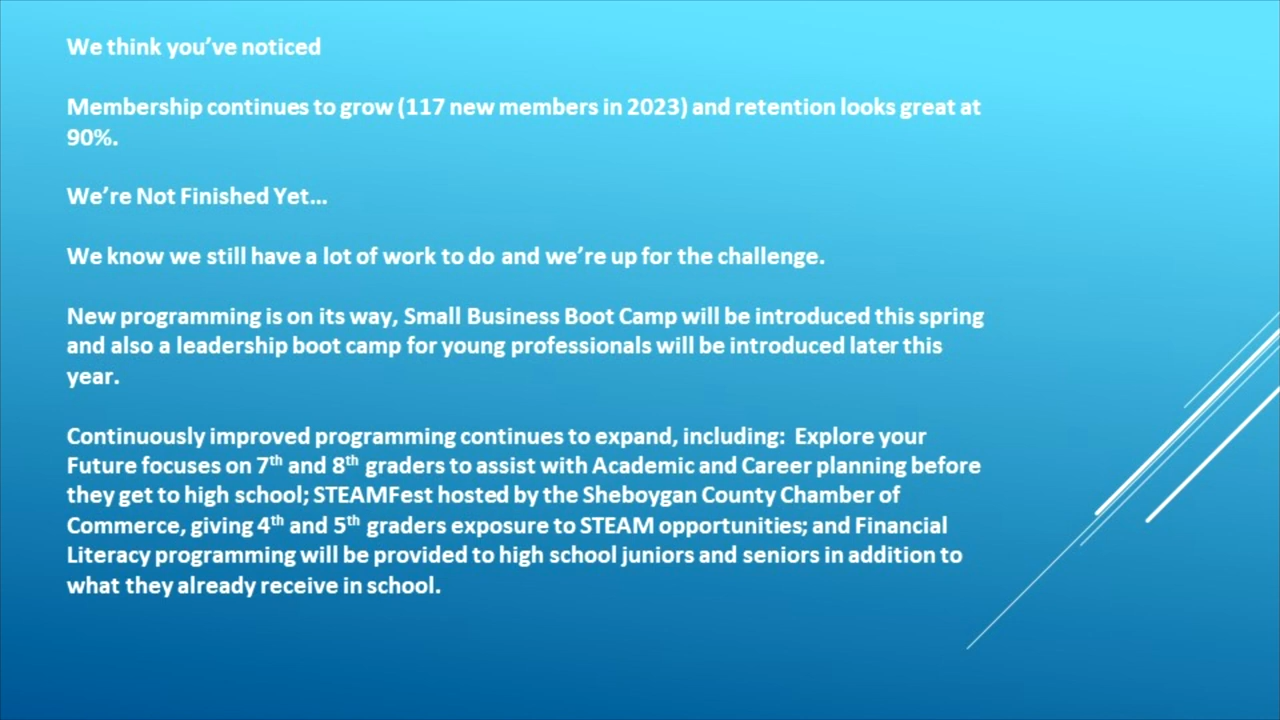 We think you’ve noticed
Membership continues to grow (117 new members in 2023) and retention looks great at
90%.
We’re Not Finished Yet…
We know we still have a lot of work to do and we’re up for the challenge.
New programming is on its way, Small Business Boot Camp will be introduced this spring
and also a leadership boot camp for young professionals will be introduced later this
year.
Continuously improved programming continues to expand, including:  Explore your
Future focuses on 7th and 8th graders to assist with Academic and Career planning before
they get to high school; STEAMFest hosted by the Sheboygan County Chamber of
Commerce, giving 4th and 5th graders exposure to STEAM opportunities; and Financial
Literacy programming will be provided to high school juniors and seniors in addition to
what they already receive in school.